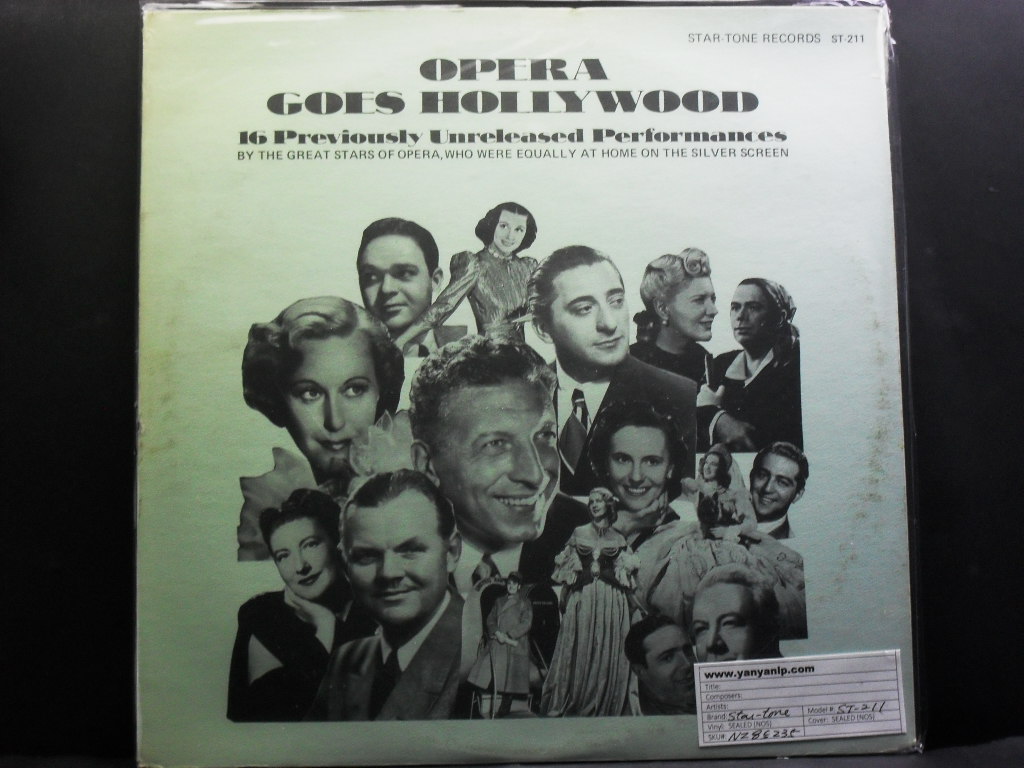 STAR-TONE RECORDS ST-211
OPERA
GOES HOLLYWOOD
16 Previously Unreleased Performances
BY THE GREAT STARS OF OPERA, WHO WERE EQUALLY AT HOME ON THE SILVER SCREEN
www.yanyanlp.com
Title:
Composers:
Artists:
Brand: Star-tone Model #: ST-211
Vinyl: SEALED (NOS) Cover: SEALED (NOS)
SKU#: NZ8623